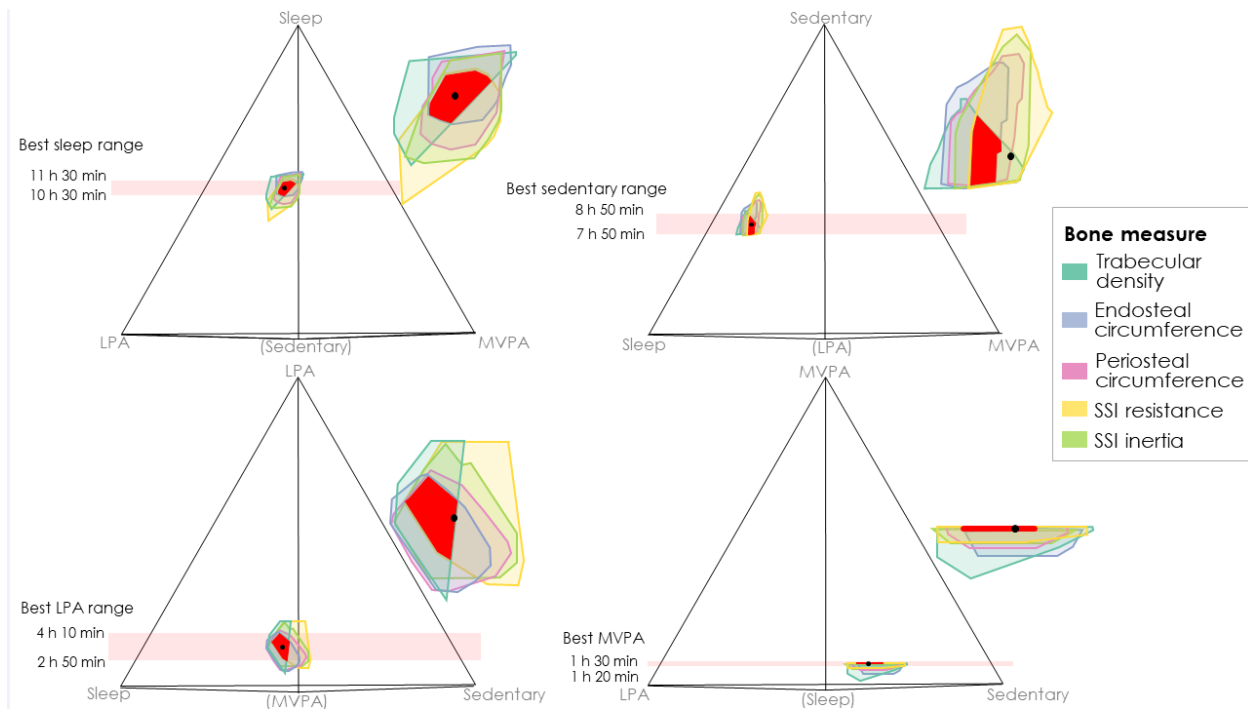 Sleep
Best sleep range
11 h 30 min
10 h 30 min
LPA
(Sedentary)
MVPA
Sedentary
Best sedentary range
8 h 50 min
7 h 50 min
Sleep
(LPA)
MVPA
Bone measure
Trabecular
density
Endosteal
circumference
Periosteal
circumference
SSI resistance
SSI inertia
LPA
Best LPA range
4 h 10 min
2 h 50 min
Sleep
(MVPA)
Sedentary
MVPA
Best MVPA
1 h 30 min
1 h 20 min
LPA
(Sleep)
Sedentary